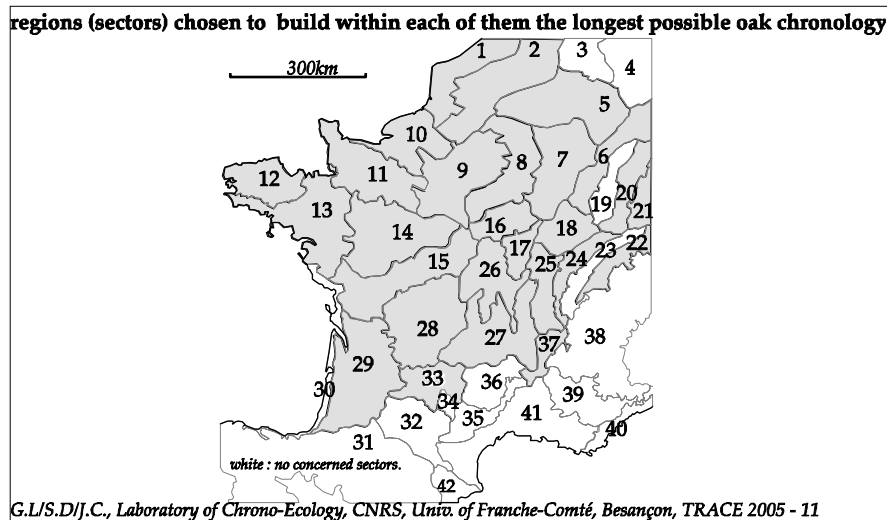 regions (sectors) chosen to build within each of them the longest possible oak chronology
1 2 3
4
300km
5
10
11 9 8 7 6
12
20
19 21
13
14 16 18
22
17 23
15 24
26 25
28 27 37 38
29
33 36
30 34 39
32 35 41
40
31
white : no concerned sectors.
42
G.L/S.D/J.C., Laboratory of Chrono-Ecology, CNRS, Univ. of Franche-Comté, Besançon, TRACE 2005 - 11